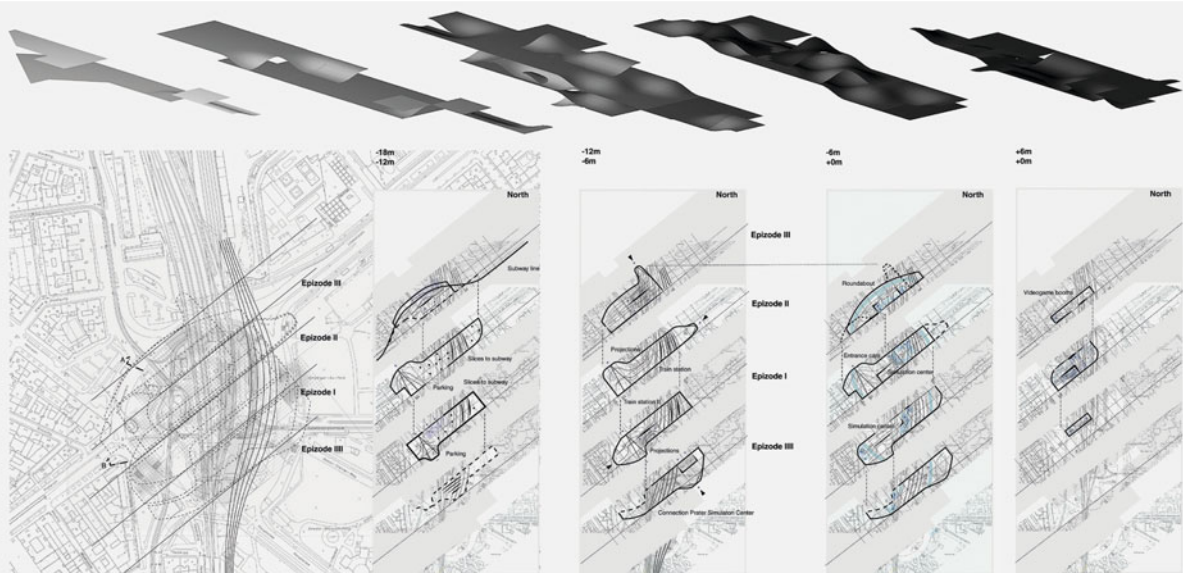 -18m
-12m
-12m
-6m
-6m
+0m
+6m
+0m
North
North
North
North
Epizode III
Epizode II
Epizode I
Epizode IIII
A
B
Subway line
Slices to subway
Parking
Slices to subway
Parking
Epizode III
Epizode II
Epizode I
Epizode IIII
Projections
Train station
Train station
Projections
Connection Prater Simulation Center
Roundabout
Entrance cars
Simulation center
Simulation center
Videogame booths